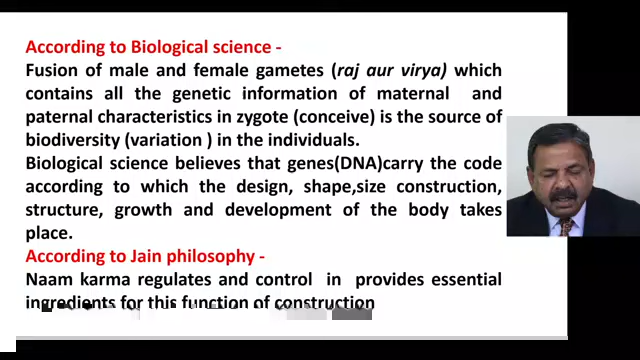 According to Biological science -
Fusion of male and female gametes (raj aur virya) which
contains all the genetic information of maternal and
paternal characteristics in zygote (conceive) is the source of
biodiversity (variation ) in the individuals.
Biological science believes that genes(DNA)carry the code
according to which the design, shape,size construction,
structure, growth and development of the body takes
place.
According to Jain philosophy -
Naam karma regulates and control in provides essential
ingredients for this function of construction